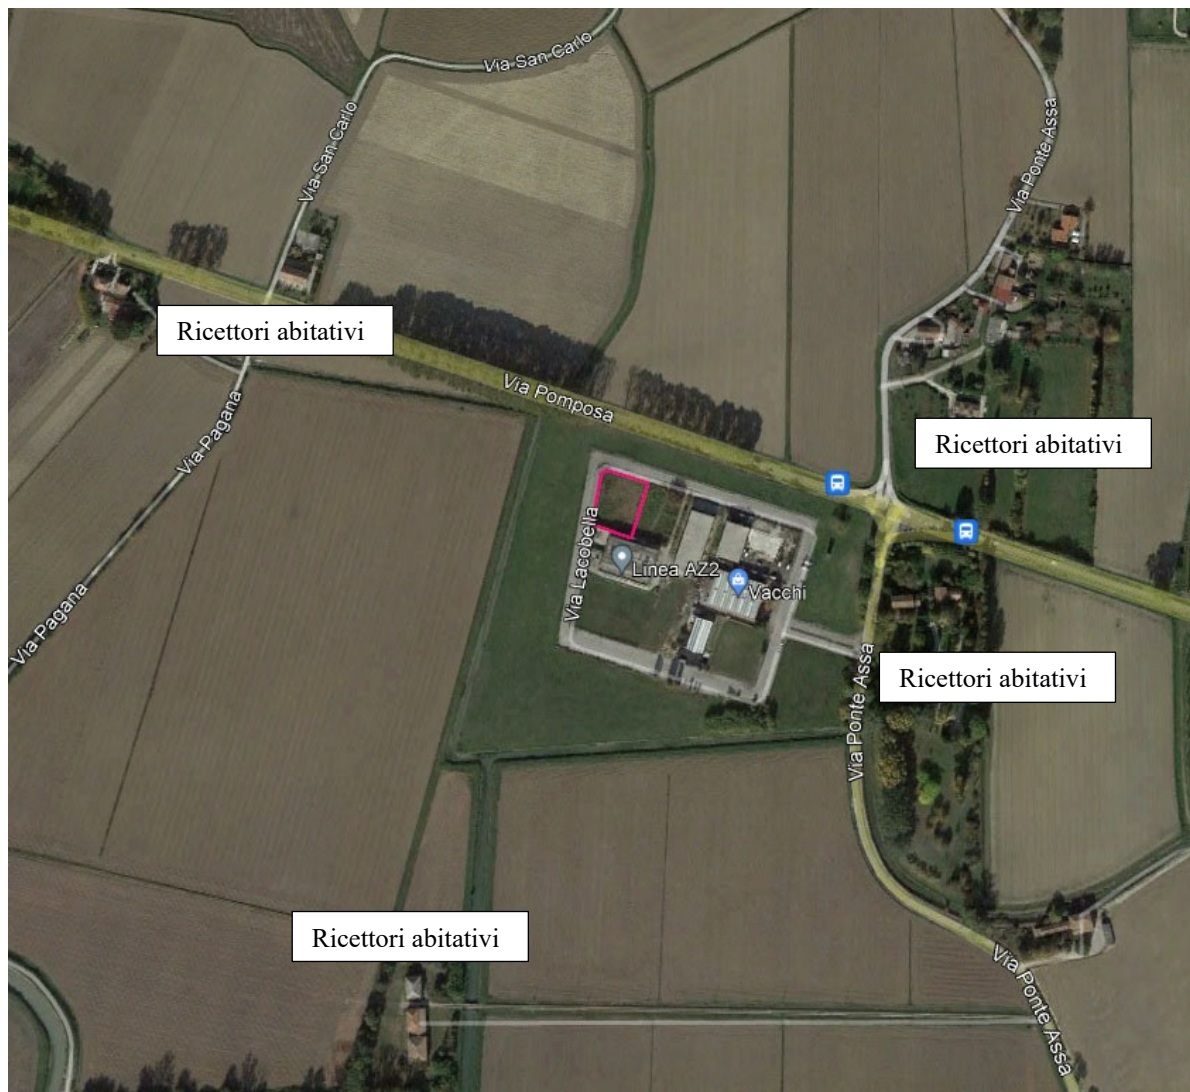 Via San Carlo
Via San Carlo
Via Ponte Assa
Ricettori abitativi
Via Pomposa
Via Pagana
Ricettori abitativi
Via Lacobella
Linea AZ2
Vacchi
Via Pagana
Ricettori abitativi
Via Ponte Assa
Ricettori abitativi
Via Ponte Assa